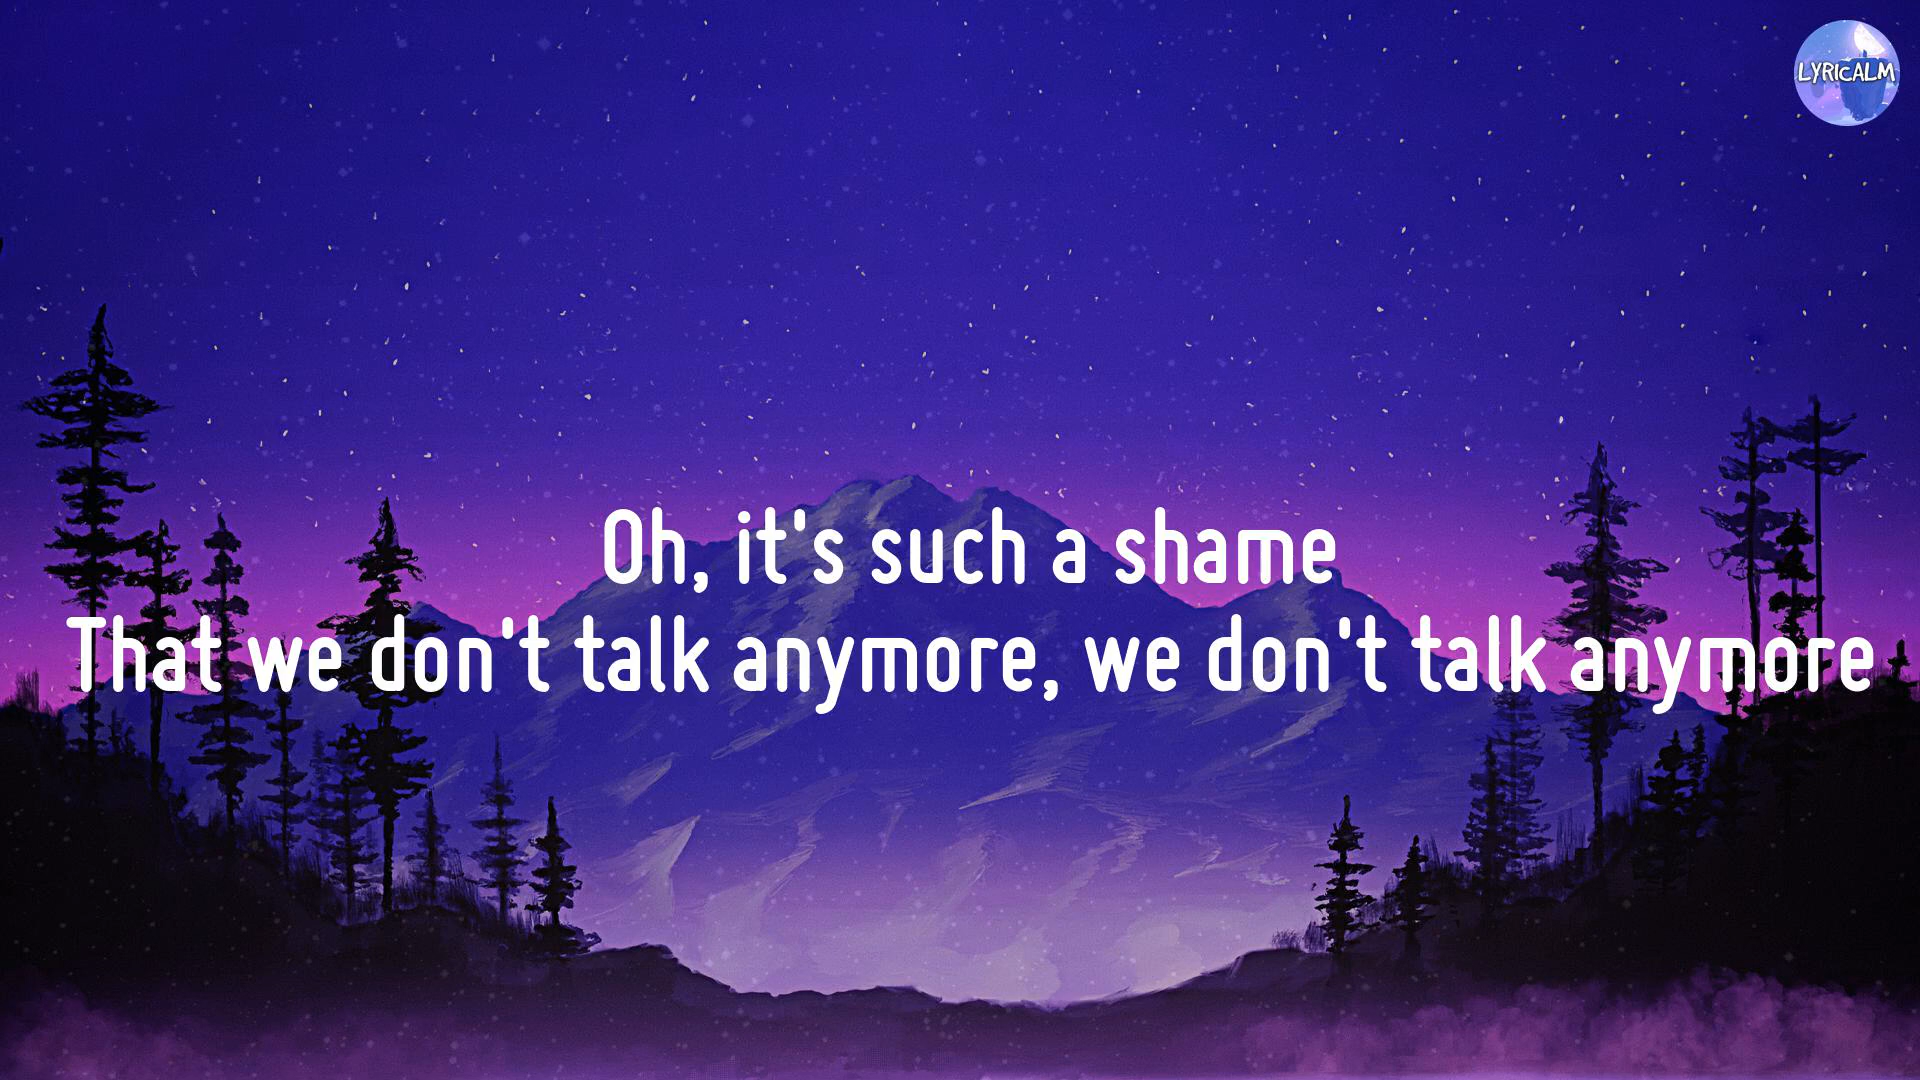 LYRICALM
Oh, it's such a shame
That we don't talk anymore, we don't talk anymore